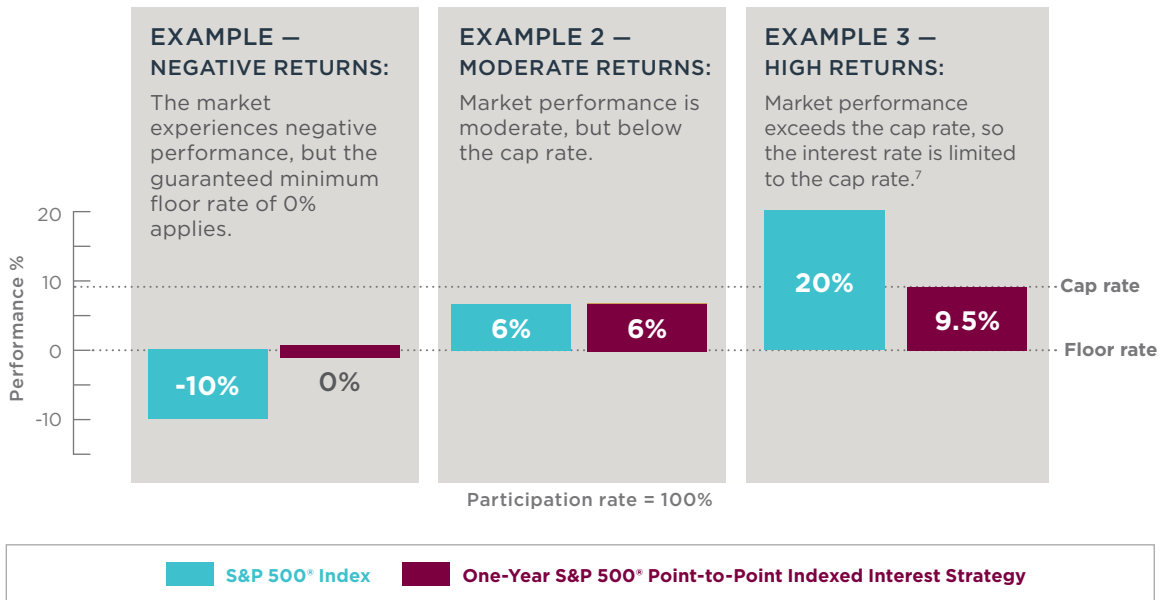 EXAMPLE —
NEGATIVE RETURNS:
The market
experiences negative
performance, but the
guaranteed minimum
floor rate of 0%
applies.
EXAMPLE 2 —
MODERATE RETURNS:
Market performance is
moderate, but below
the cap rate.
EXAMPLE 3 —
HIGH RETURNS:
Market performance
exceeds the cap rate, so
the interest rate is limited
to the cap rate.⁷
Performance %
20
10
0
-10
-10%
0%
6%
6%
20%
9.5%
Cap rate
Floor rate
Participation rate = 100%
S&P 500® Index
One-Year S&P 500® Point-to-Point Indexed Interest Strategy